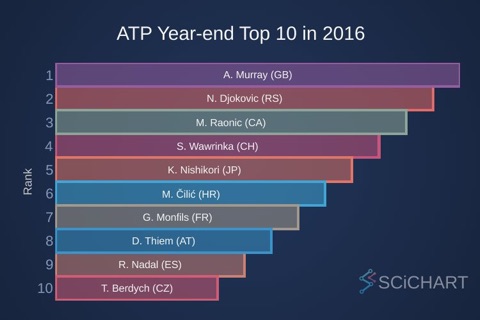 ATP Year-end Top 10 in 2016
Rank
1 A. Murray (GB)
2 N. Djokovic (RS)
3 M. Raonic (CA)
4 S. Wawrinka (CH)
5 K. Nishikori (JP)
6 M. Čilić (HR)
7 G. Monfils (FR)
8 D. Thiem (AT)
9 R. Nadal (ES)
10 T. Berdych (CZ)
SCiCHART